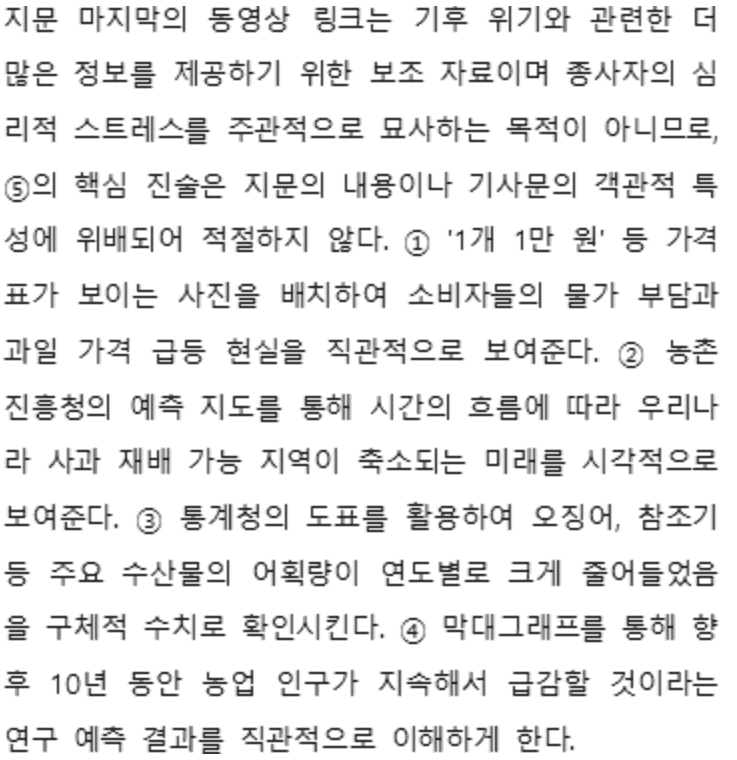 지문 마지막의 동영상 링크는 기후 위기와 관련한 더
많은 정보를 제공하기 위한 보조 자료이며 종사자의 심
리적 스트레스를 주관적으로 묘사하는 목적이 아니므로,
⑤의 핵심 진술은 지문의 내용이나 기사문의 객관적 특
성에 위배되어 적절하지 않다. ① '1개 1만 원' 등 가격
표가 보이는 사진을 배치하여 소비자들의 물가 부담과
과일 가격 급등 현실을 직관적으로 보여준다. ② 농촌
진흥청의 예측 지도를 통해 시간의 흐름에 따라 우리나
라 사과 재배 가능 지역이 축소되는 미래를 시각적으로
보여준다. ③ 통계청의 도표를 활용하여 오징어, 참조기
등 주요 수산물의 어획량이 연도별로 크게 줄어들었음
을 구체적 수치로 확인시킨다. ④ 막대그래프를 통해 향
후 10년 동안 농업 인구가 지속해서 급감할 것이라는
연구 예측 결과를 직관적으로 이해하게 한다.